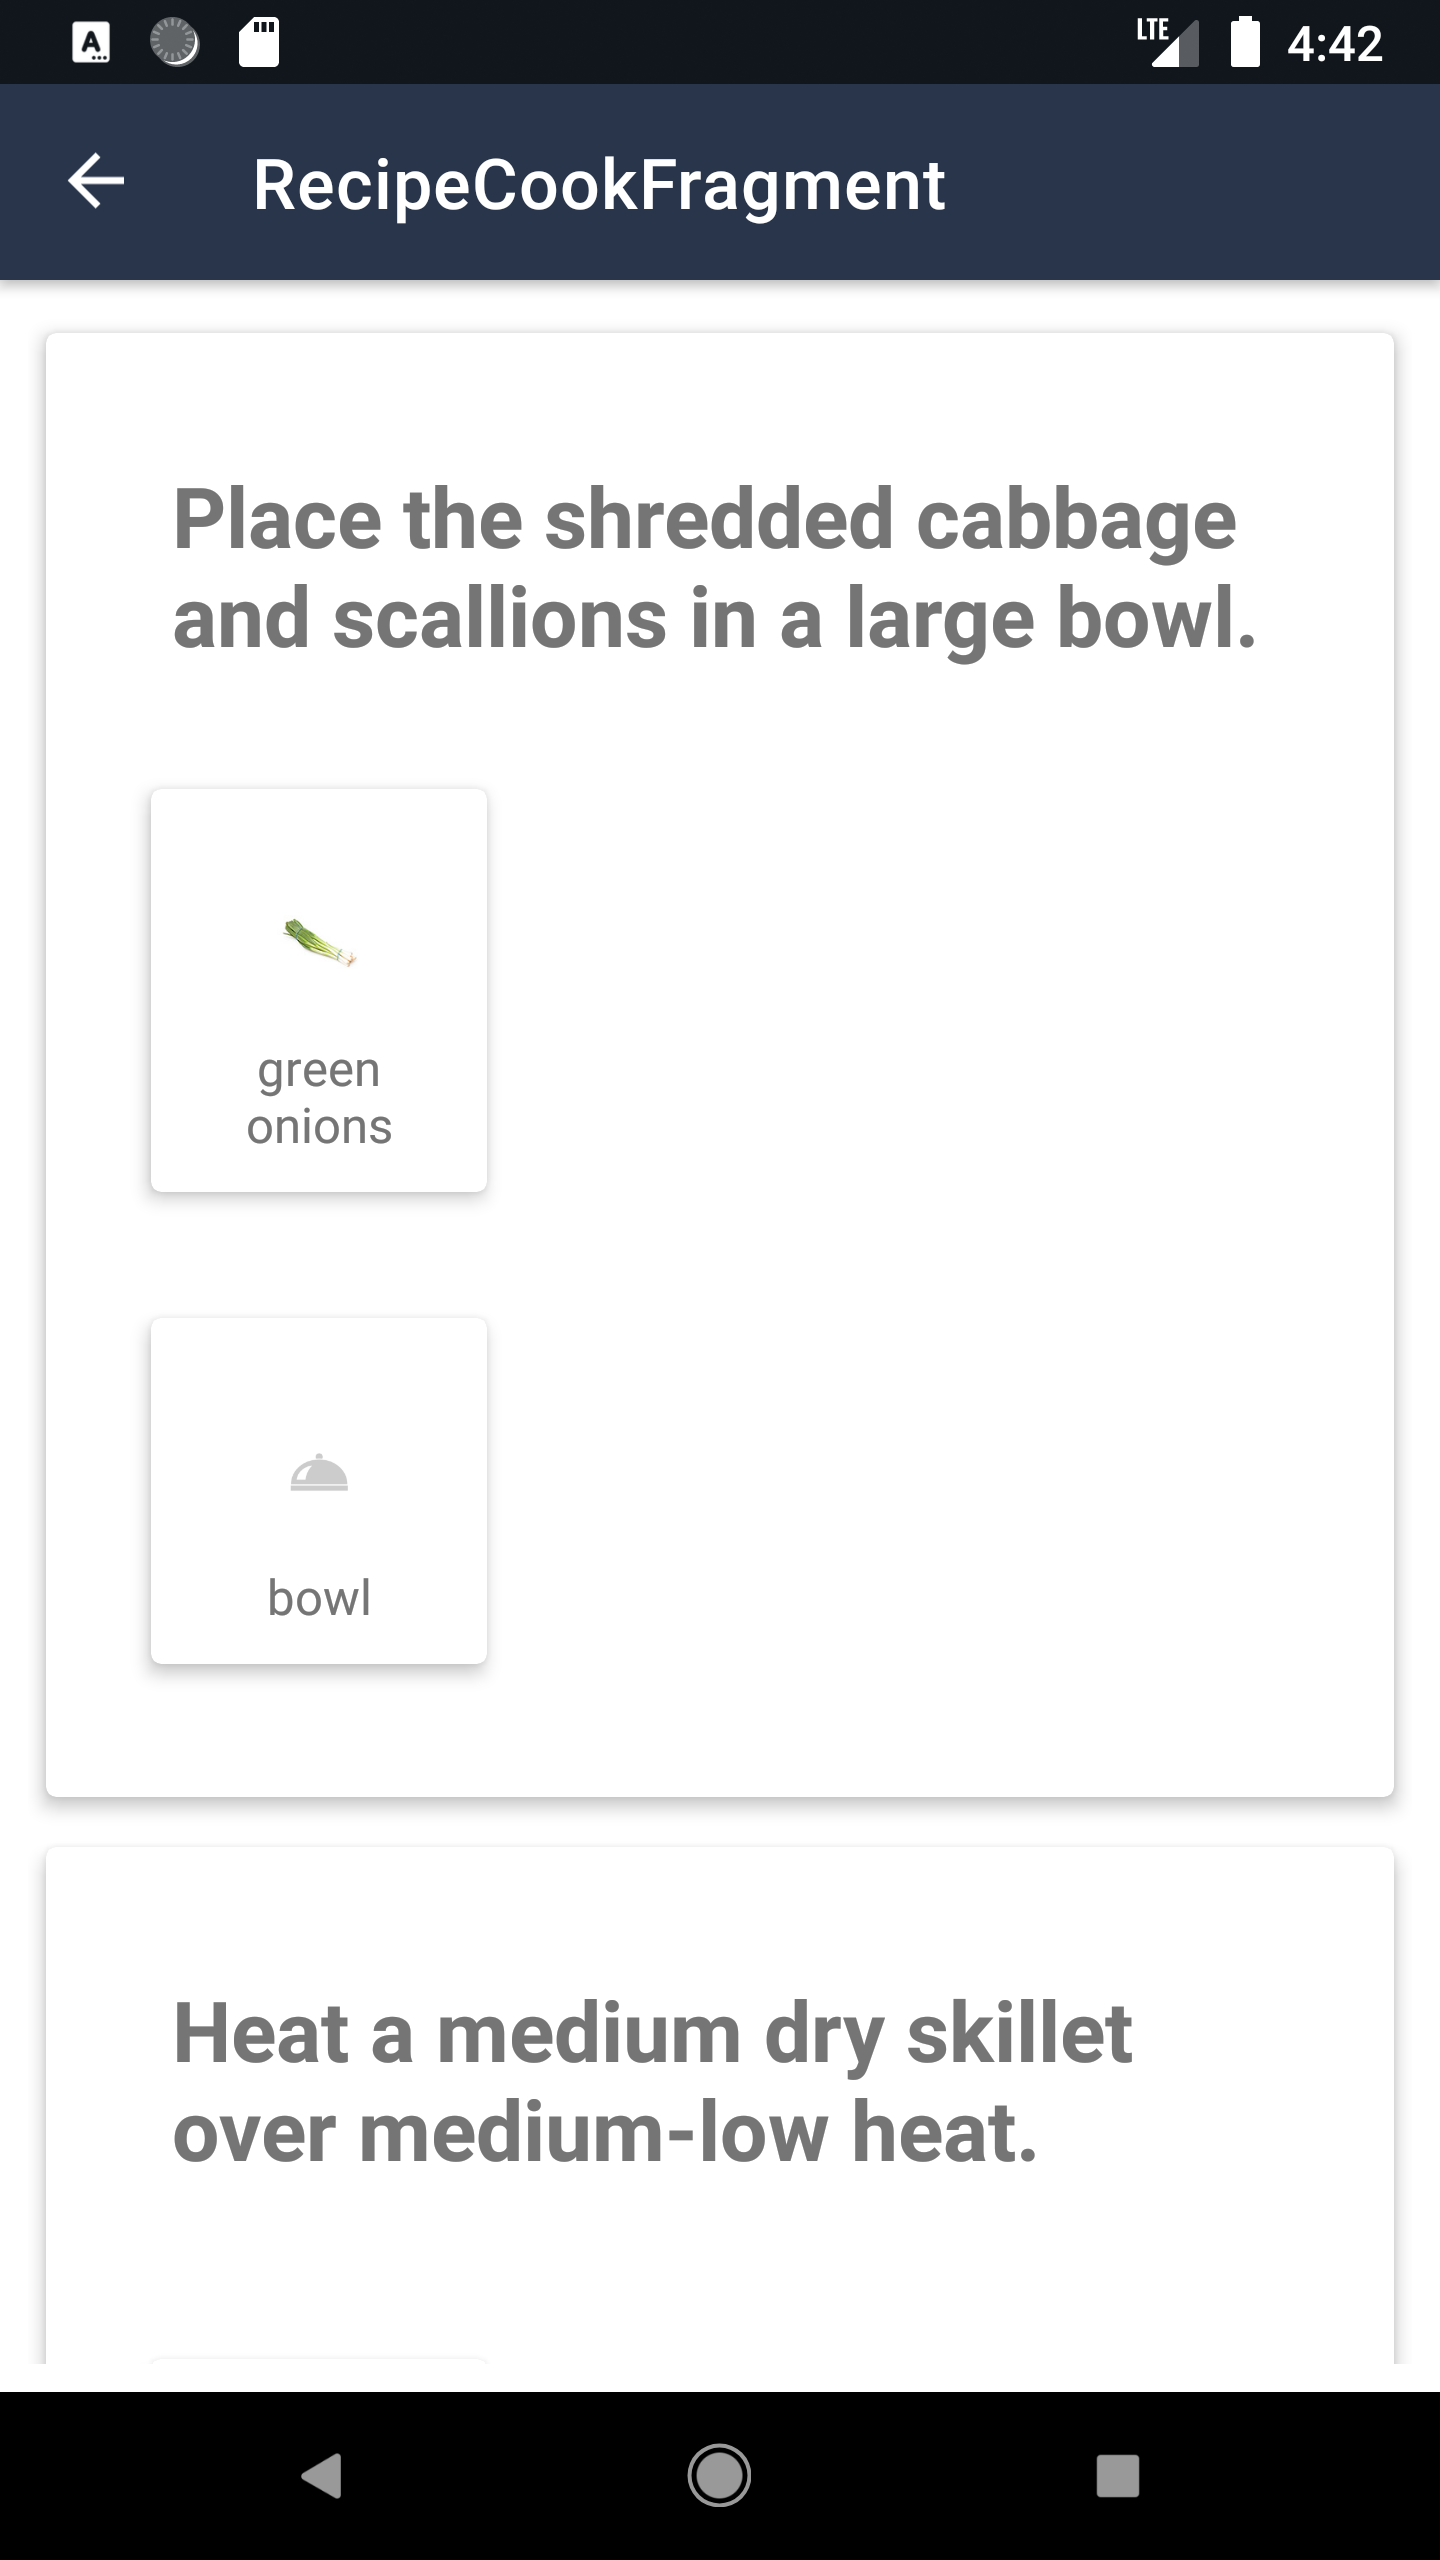 LTE 4:42
RecipeCookFragment
Place the shredded cabbage
and scallions in a large bowl.
green
onions
bowl
Heat a medium dry skillet
over medium-low heat.